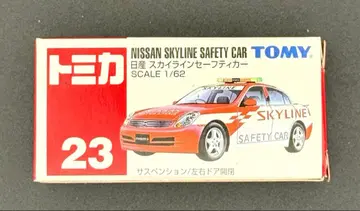 トミカ
NISSAN SKYLINE SAFETY CAR TOMY
日産 スカイラインセーフティカー
SCALE 1/62
SKYLINE
SAFETY CAR
23
サスペンション/左右ドア開閉